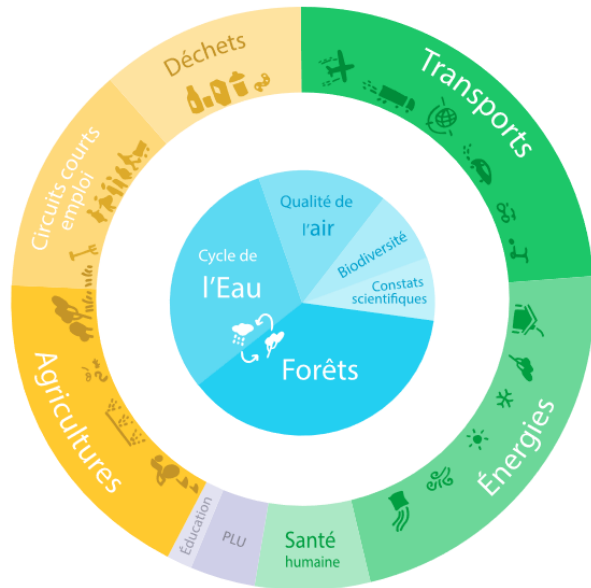 Déchets
Transports
Circuits courts
emploi
Qualité de
l'air
Biodiversité
Cycle de
l'Eau
Constats
scientifiques
Forêts
Agricultures
Énergies
Éducation
PLU
Santé
humaine